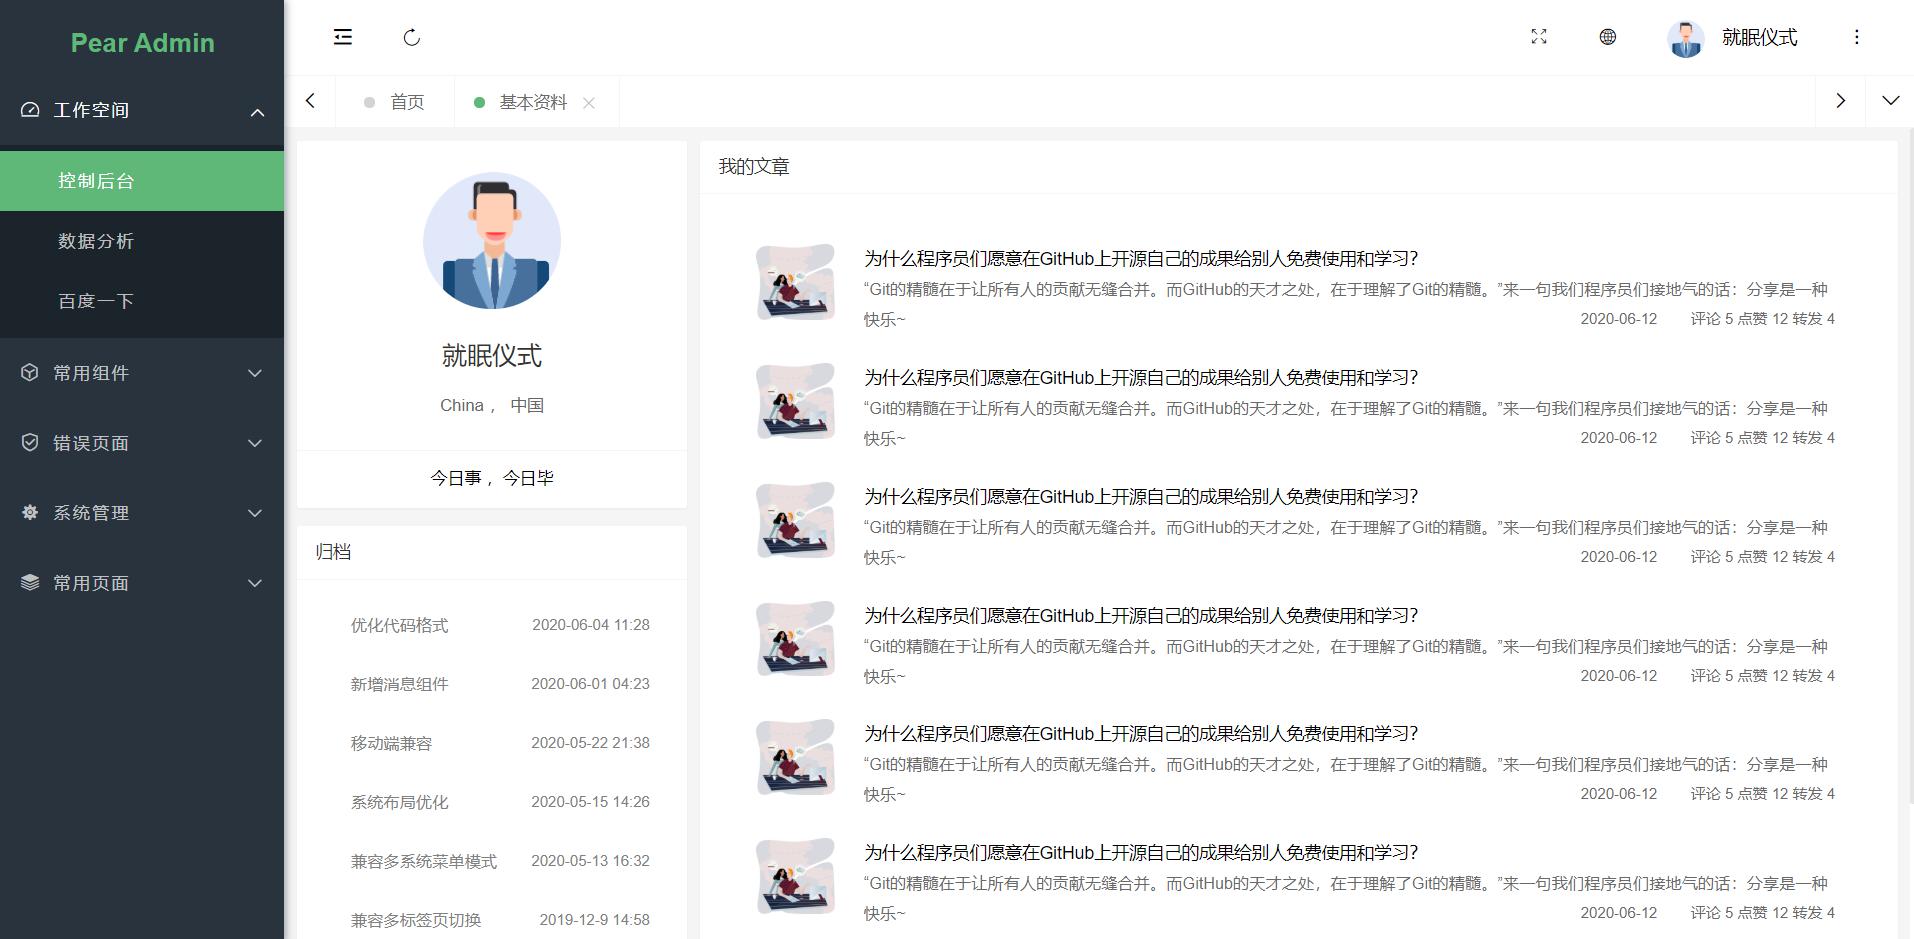 Pear Admin
工作空间
控制后台
数据分析
百度一下
常用组件
错误页面
系统管理
常用页面
就眠仪式
首页
基本资料
就眠仪式
China ， 中国
今日事 ，今日毕
归档
优化代码格式 2020-06-04 11:28
新增消息组件 2020-06-01 04:23
移动端兼容 2020-05-22 21:38
系统布局优化 2020-05-15 14:26
兼容多系统菜单模式 2020-05-13 16:32
兼容多标签页切换 2019-12-9 14:58
我的文章
为什么程序员们愿意在GitHub上开源自己的成果给别人免费使用和学习?
“Git的精髓在于让所有人的贡献无缝合并。而GitHub的天才之处，在于理解了Git的精髓。”来一句我们程序员们接地气的话：分享是一种
快乐~ 2020-06-12 评论 5 点赞 12 转发 4
为什么程序员们愿意在GitHub上开源自己的成果给别人免费使用和学习?
“Git的精髓在于让所有人的贡献无缝合并。而GitHub的天才之处，在于理解了Git的精髓。”来一句我们程序员们接地气的话：分享是一种
快乐~ 2020-06-12 评论 5 点赞 12 转发 4
为什么程序员们愿意在GitHub上开源自己的成果给别人免费使用和学习?
“Git的精髓在于让所有人的贡献无缝合并。而GitHub的天才之处，在于理解了Git的精髓。”来一句我们程序员们接地气的话：分享是一种
快乐~ 2020-06-12 评论 5 点赞 12 转发 4
为什么程序员们愿意在GitHub上开源自己的成果给别人免费使用和学习?
“Git的精髓在于让所有人的贡献无缝合并。而GitHub的天才之处，在于理解了Git的精髓。”来一句我们程序员们接地气的话：分享是一种
快乐~ 2020-06-12 评论 5 点赞 12 转发 4
为什么程序员们愿意在GitHub上开源自己的成果给别人免费使用和学习?
“Git的精髓在于让所有人的贡献无缝合并。而GitHub的天才之处，在于理解了Git的精髓。”来一句我们程序员们接地气的话：分享是一种
快乐~ 2020-06-12 评论 5 点赞 12 转发 4
为什么程序员们愿意在GitHub上开源自己的成果给别人免费使用和学习?
“Git的精髓在于让所有人的贡献无缝合并。而GitHub的天才之处，在于理解了Git的精髓。”来一句我们程序员们接地气的话：分享是一种
快乐~ 2020-06-12 评论 5 点赞 12 转发 4